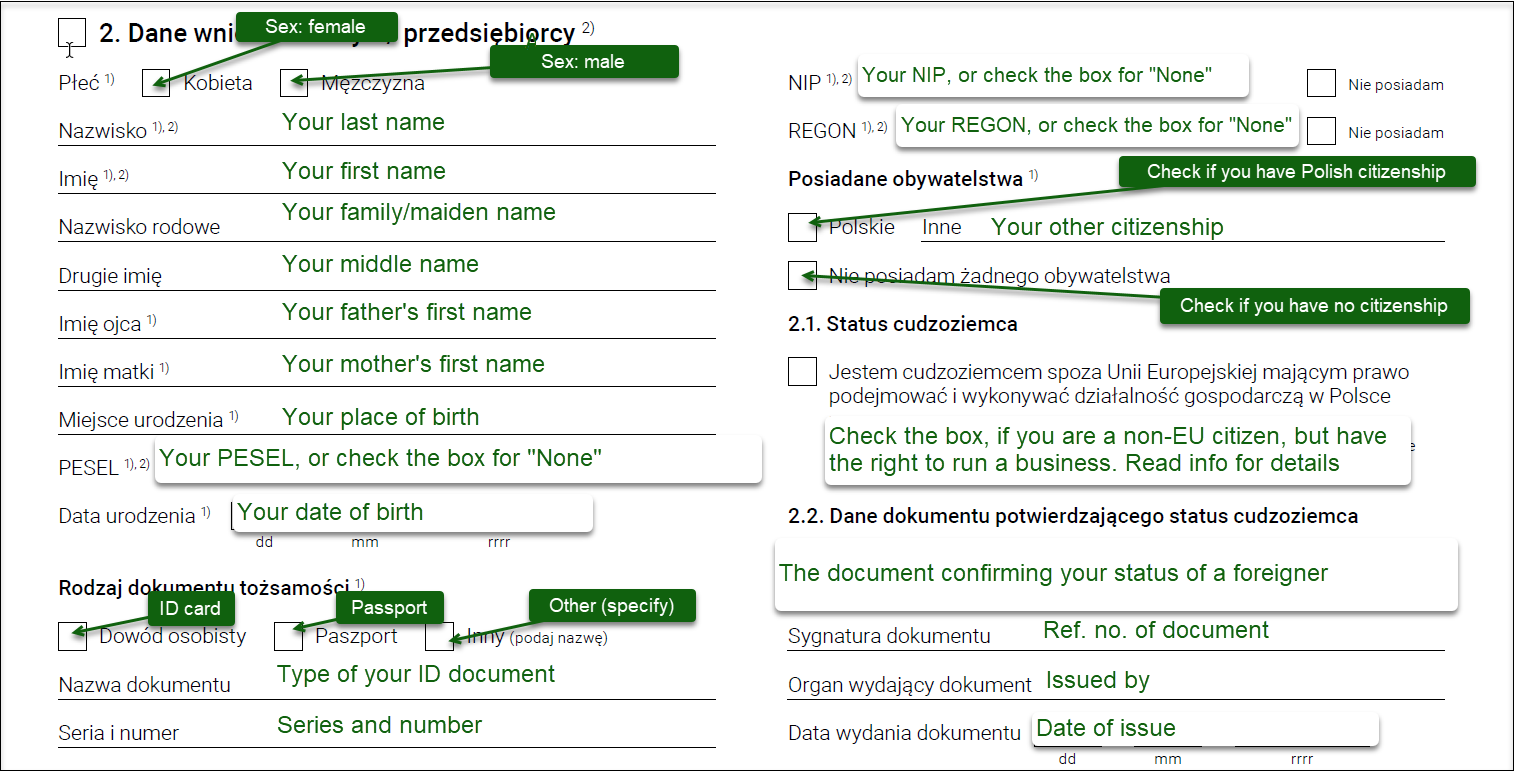 2. Dane wni przedsiębiorcy 2)
Sex: female
Sex: male
Płeć 1) Kobieta Mężczyzna
Nazwisko 1), 2) Your last name
Imię 1), 2) Your first name
Nazwisko rodowe Your family/maiden name
Drugie imię Your middle name
Imię ojca 1) Your father's first name
Imię matki 1) Your mother's first name
Miejsce urodzenia 1) Your place of birth
PESEL 1), 2) Your PESEL, or check the box for "None"
Data urodzenia 1) Your date of birth
dd mm rrrr
Rodzaj dokumentu tożsamości 1)
ID card Passport Other (specify)
Dowód osobisty Paszport Inny (podaj nazwę)
Nazwa dokumentu Type of your ID document
Seria i numer Series and number
NIP 1), 2) Your NIP, or check the box for "None" Nie posiadam
REGON 1), 2) Your REGON, or check the box for "None" Nie posiadam
Posiadane obywatelstwa 1) Check if you have Polish citizenship
Polskie Inne Your other citizenship
Nie posiadam żadnego obywatelstwa
Check if you have no citizenship
2.1. Status cudzoziemca
Jestem cudzoziemcem spoza Unii Europejskiej mającym prawo
podejmować i wykonywać działalność gospodarczą w Polsce
Check the box, if you are a non-EU citizen, but have
the right to run a business. Read info for details
2.2. Dane dokumentu potwierdzającego status cudzoziemca
The document confirming your status of a foreigner
Sygnatura dokumentu Ref. no. of document
Organ wydający dokument Issued by
Data wydania dokumentu Date of issue
dd mm rrrr